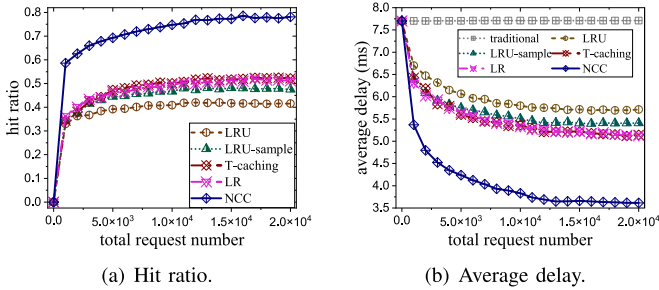 0.8
0.7
0.6
0.5
0.4
0.3
0.2
0.1
0.0
hit ratio
LRU
LRU-sample
T-caching
LR
NCC
0.0 5.0×10³ 1.0×10⁴ 1.5×10⁴ 2.0×10⁴
total request number
(a) Hit ratio.
8.0
7.5
7.0
6.5
6.0
5.5
5.0
4.5
4.0
3.5
average delay (ms)
traditional LRU
LRU-sample T-caching
LR NCC
0.0 5.0×10³ 1.0×10⁴ 1.5×10⁴ 2.0×10⁴
total request number
(b) Average delay.